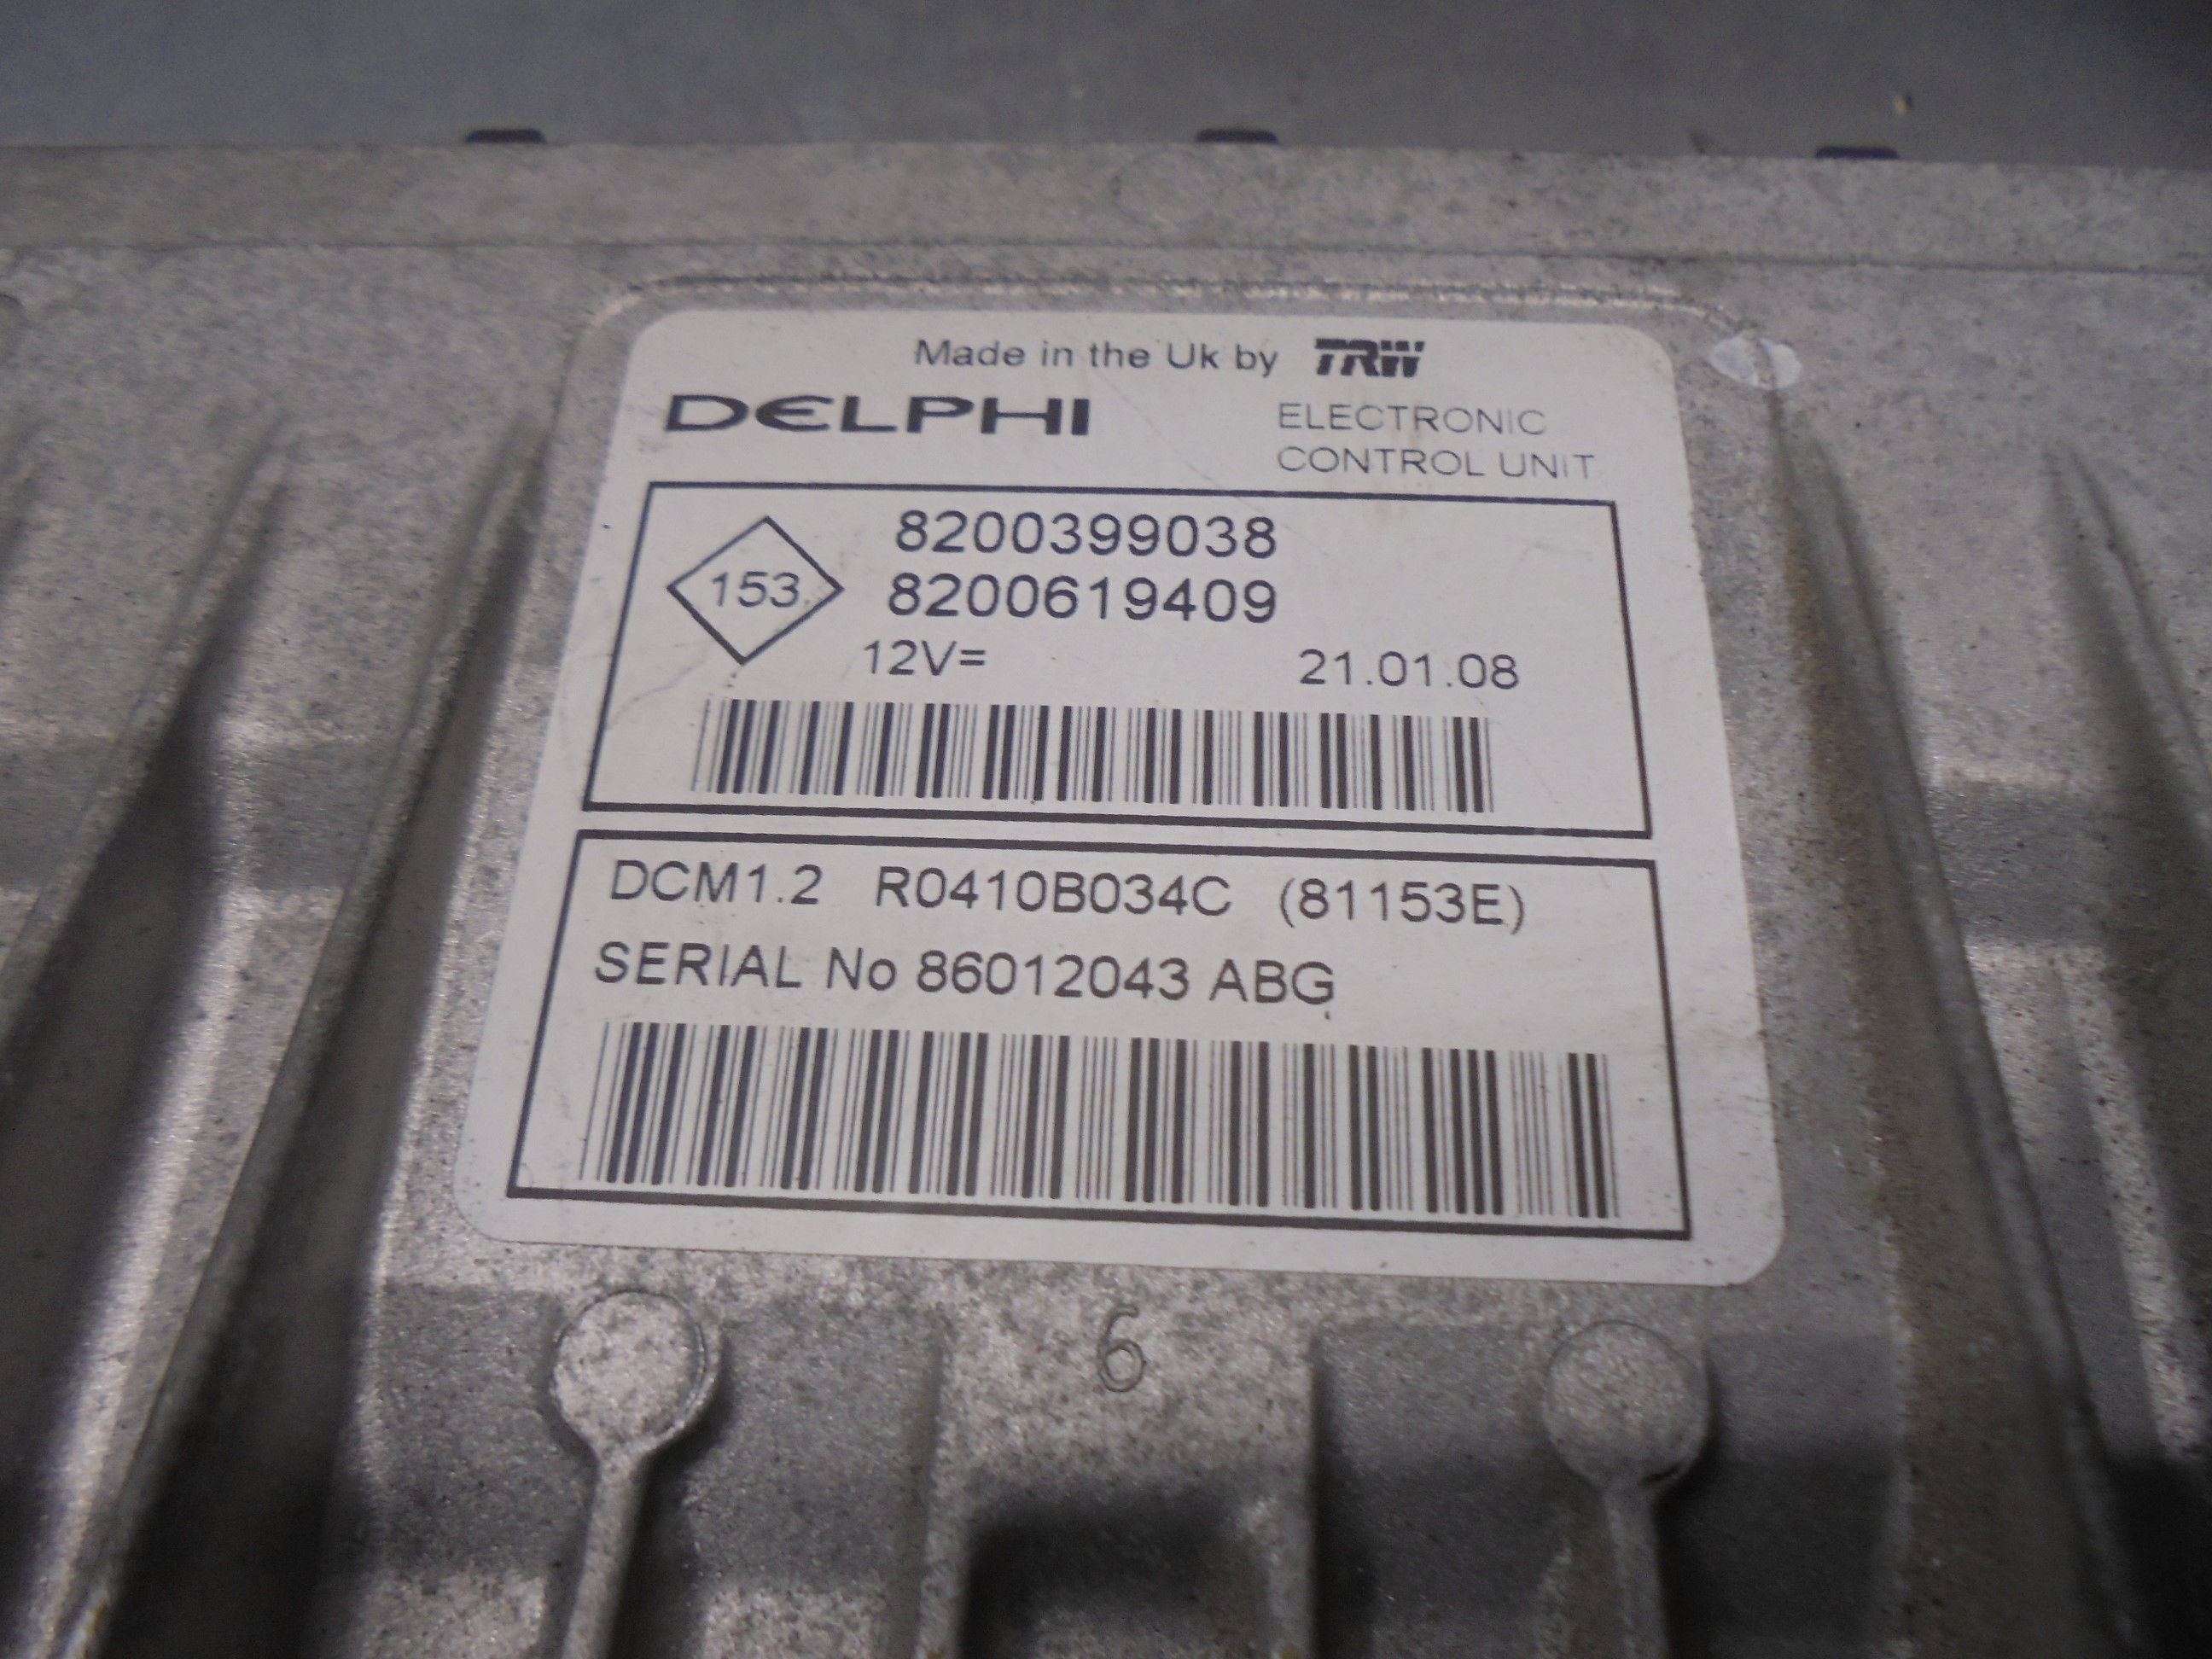 Made in the Uk by TRW
DELPHI
ELECTRONIC
CONTROL UNIT
8200399038
153
8200619409
12V= 21.01.08
DCM1.2 R0410B034C (81153E)
SERIAL No 86012043 ABG
6